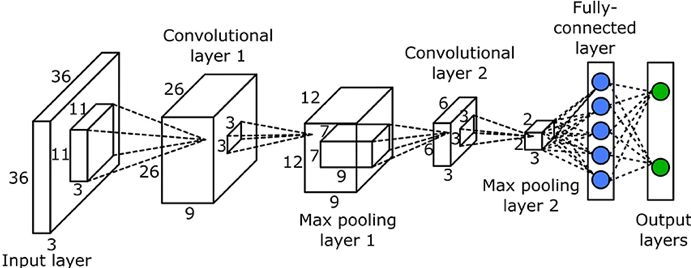 36
36
3
Input layer
11
11
3
Convolutional
layer 1
26
26
9
3
3
12
12
9
7
7
9
Max pooling
layer 1
Convolutional
layer 2
6
6
3
3
3
2
2
3
Max pooling
layer 2
Fully-
connected
layer
Output
layers